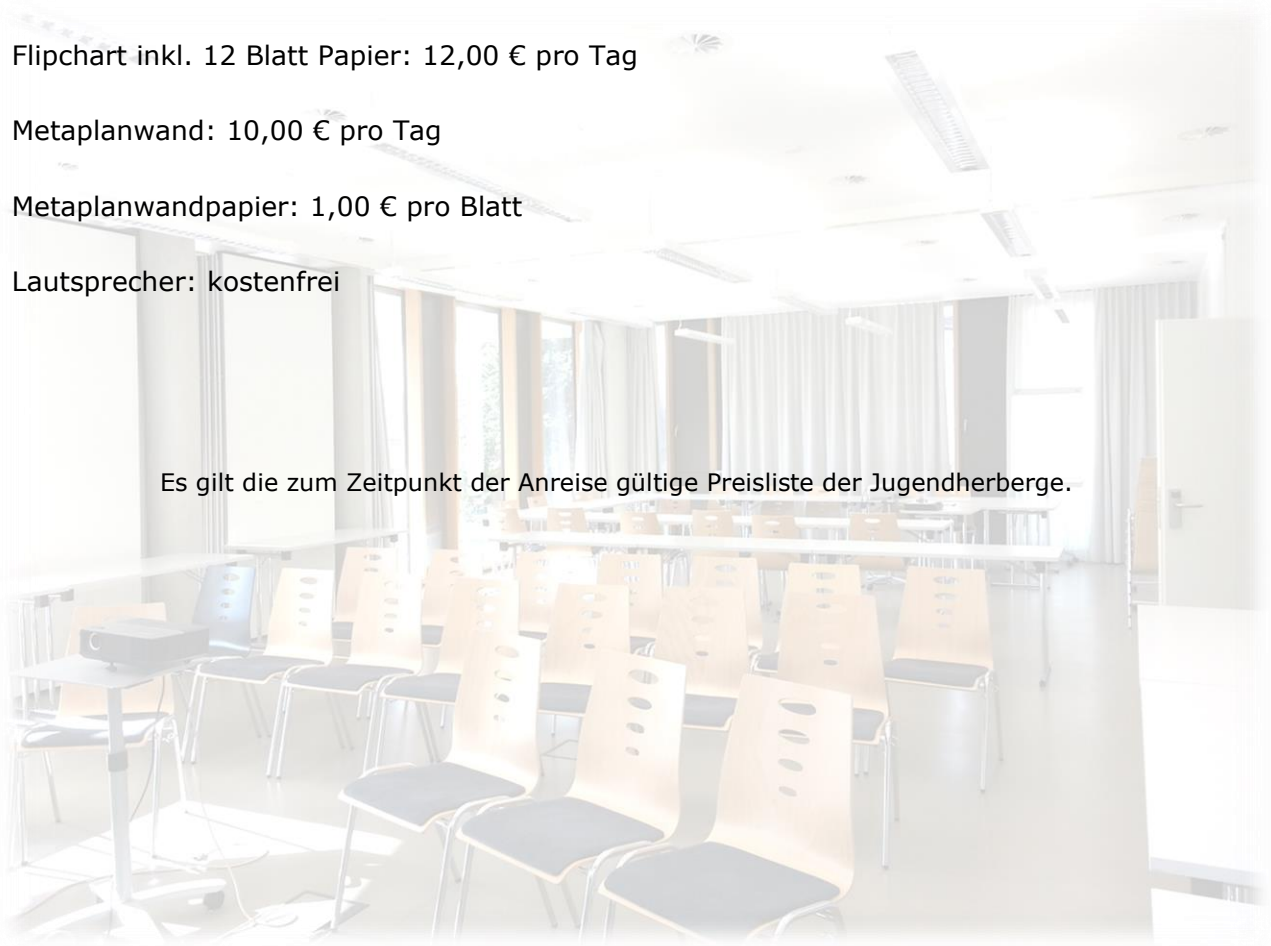 Flipchart inkl. 12 Blatt Papier: 12,00 € pro Tag
Metaplanwand: 10,00 € pro Tag
Metaplanwandpapier: 1,00 € pro Blatt
Lautsprecher: kostenfrei
Es gilt die zum Zeitpunkt der Anreise gültige Preisliste der Jugendherberge.